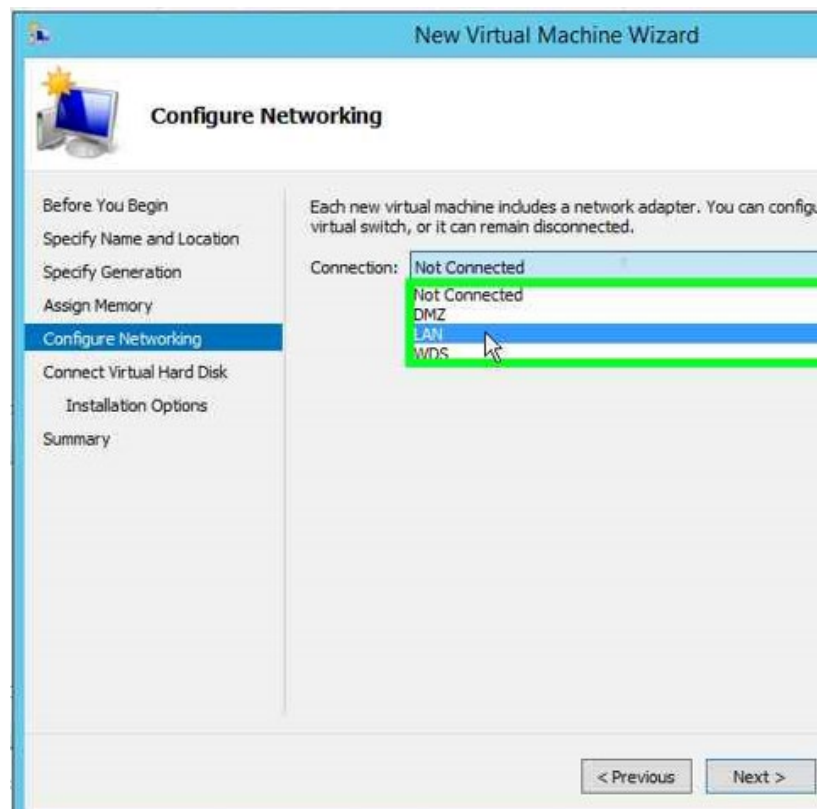 New Virtual Machine Wizard
Configure Networking
Before You Begin
Specify Name and Location
Specify Generation
Assign Memory
Configure Networking
Connect Virtual Hard Disk
Installation Options
Summary
Each new virtual machine includes a network adapter. You can configu
virtual switch, or it can remain disconnected.
Connection: Not Connected
Not Connected
DMZ
LAN
WDS
< Previous
Next >